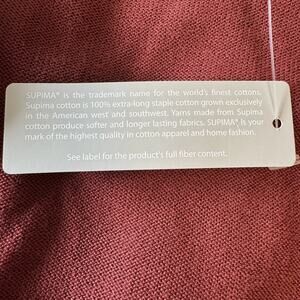 SUPIMA® is the trademark name for the world's finest cottons.
Supima cotton is 100% extra-long staple cotton grown exclusively
in the American west and southwest. Yarns made from Supima
cotton produce softer and longer lasting fabrics. SUPIMA® is your
mark of the highest quality in cotton apparel and home fashion.
See label for the product's full fiber content.